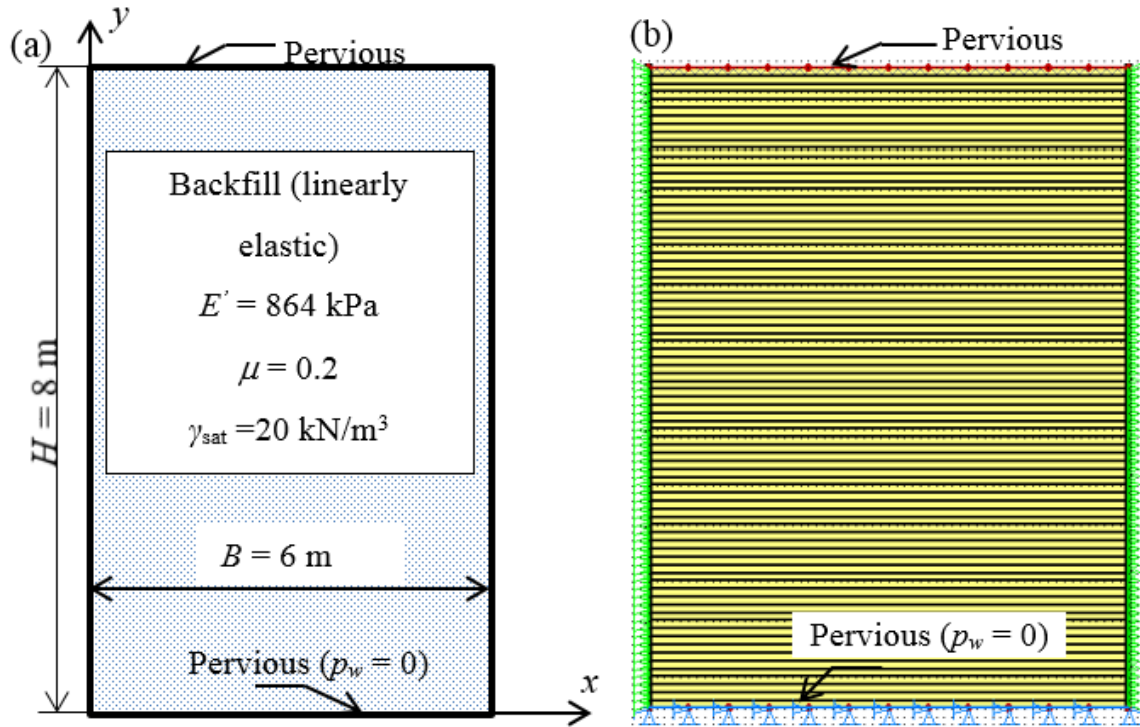 (a)
y
Pervious
Backfill (linearly
elastic)
E′ = 864 kPa
μ = 0.2
γsat =20 kN/m³
H = 8 m
B = 6 m
Pervious (pw = 0)
x
(b)
Pervious
Pervious (pw = 0)